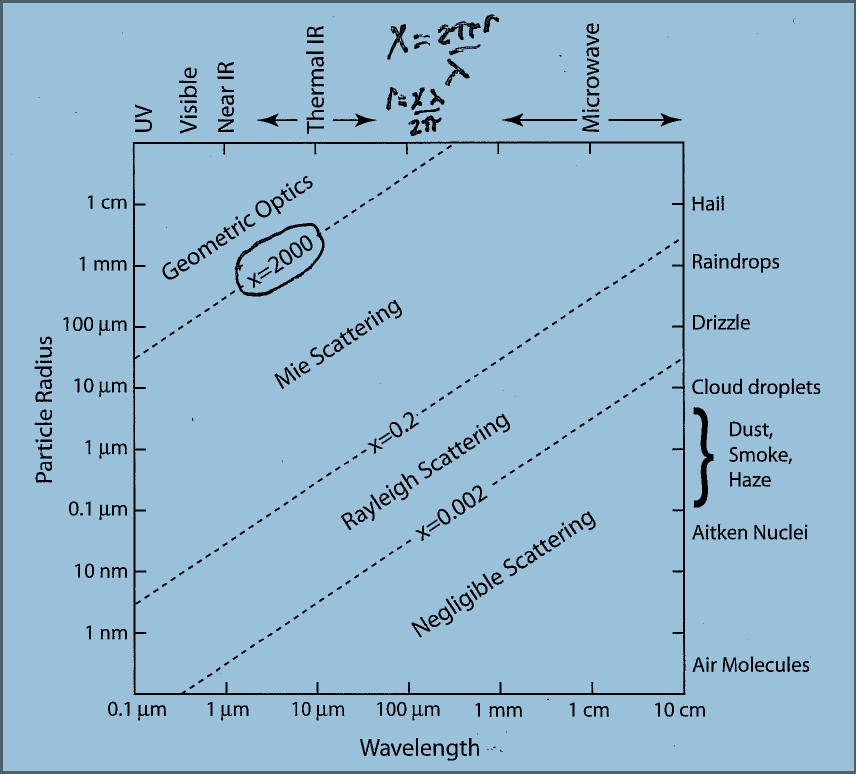 X = 2πr
λ
r = xλ
2π
UV
Visible
Near IR
Thermal IR
Microwave
Geometric Optics
x=2000
Mie Scattering
x=0.2
Rayleigh Scattering
x=0.002
Negligible Scattering
Particle Radius
1 cm
1 mm
100 µm
10 µm
1 µm
0.1 µm
10 nm
1 nm
Hail
Raindrops
Drizzle
Cloud droplets
Dust,
Smoke,
Haze
Aitken Nuclei
Air Molecules
0.1 µm 1 µm 10 µm 100 µm 1 mm 1 cm 10 cm
Wavelength